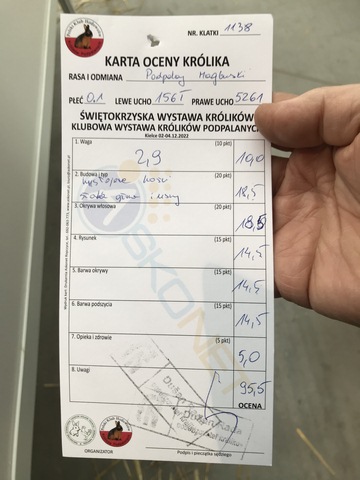 NR. KLATKI 1138
KARTA OCENY KRÓLIKA
RASA I ODMIANA Podpalany
PŁEĆ 0.1 LEWE UCHO 156T PRAWE UCHO 5261
ŚWIĘTOKRZYSKA WYSTAWA KRÓLIKÓW
KLUBOWA WYSTAWA KRÓLIKÓW PODPALANYCH
Kielce 02-04.12.2022
1. Waga (10 pkt)
2,9 10,0
2. Budowa i typ (20 pkt)
kości 18,5
3. Okrywa włosowa (20 pkt)
18,5
4. Rysunek (15 pkt)
14,5
5. Barwa okrywy (15 pkt)
14,5
6. Barwa podszycia (15 pkt)
14,5
7. Opieka i zdrowie (5 pkt)
5,0
8. Uwagi
95,5
OCENA
ORGANIZATOR
Podpis i pieczątka sędziego